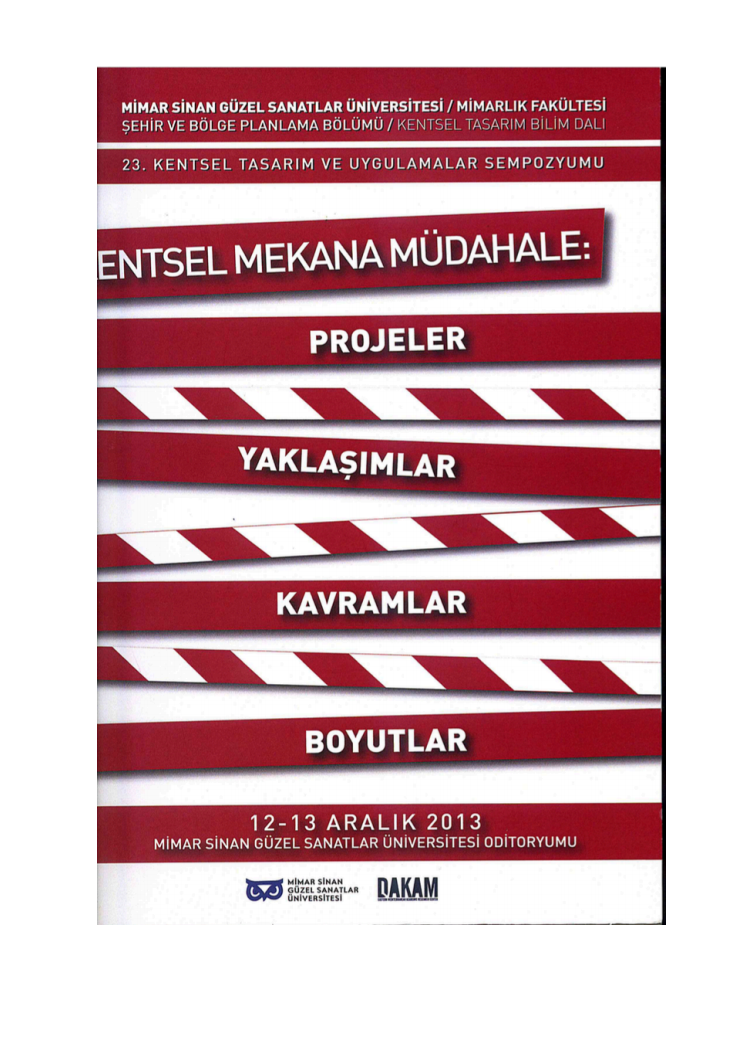 MİMAR SİNAN GÜZEL SANATLAR ÜNİVERSİTESİ / MİMARLIK FAKÜLTESİ
ŞEHİR VE BÖLGE PLANLAMA BÖLÜMÜ / KENTSEL TASARIM BİLİM DALI
23. KENTSEL TASARIM VE UYGULAMALAR SEMPOZYUMU
ENTSEL MEKANA MÜDAHALE:
PROJELER
YAKLAŞIMLAR
KAVRAMLAR
BOYUTLAR
12-13 ARALIK 2013
MİMAR SİNAN GÜZEL SANATLAR ÜNİVERSİTESİ ODİTORYUMU
MİMAR SİNAN
GÜZEL SANATLAR
ÜNİVERSİTESİ
DAKAM